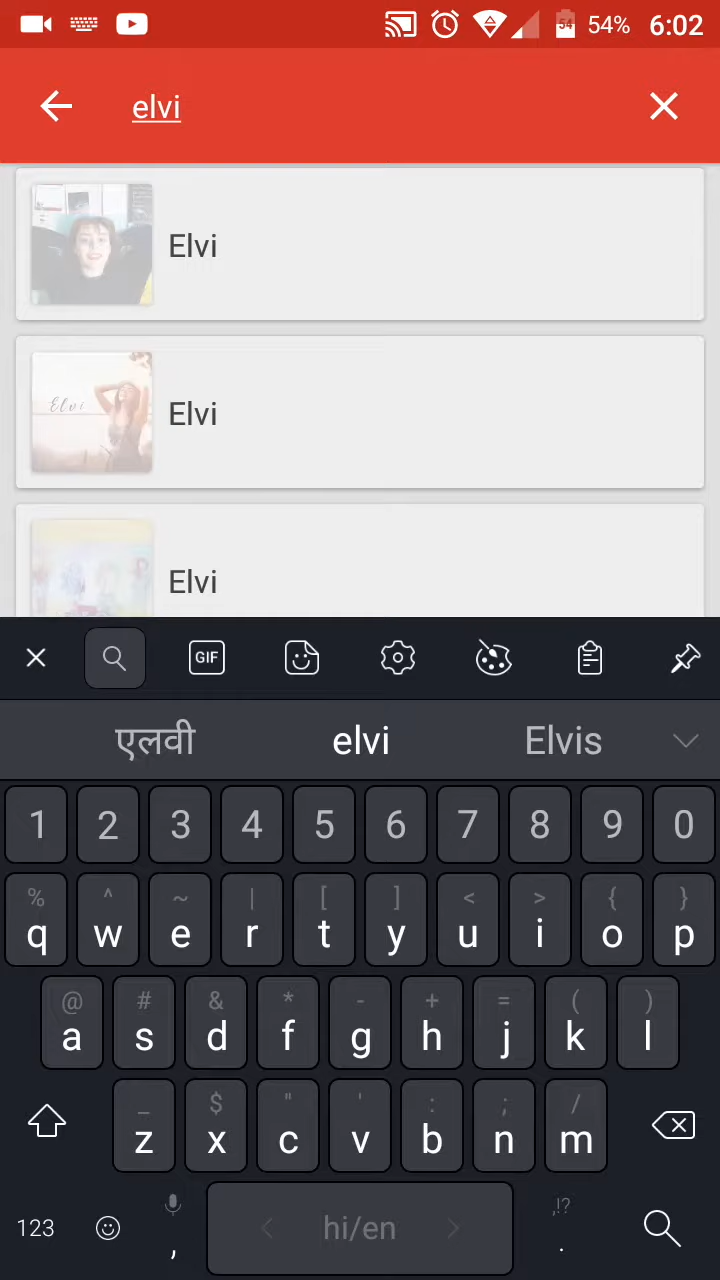 54 54% 6:02
elvi
Elvi
Elvi
Elvi
Elvi
GIF
एलवी elvi Elvis
1 2 3 4 5 6 7 8 9 0
% ^ ~ | [ ] < > { }
q w e r t y u i o p
@ # & * - + = ( )
a s d f g h j k l
_ $ " ' : ; /
z x c v b n m
,!?
123 , < hi/en > .